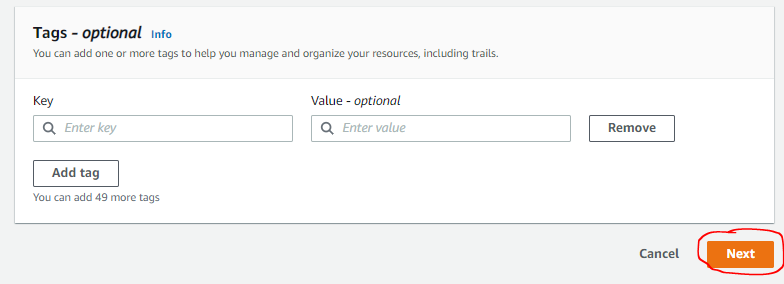 Tags - optional Info
You can add one or more tags to help you manage and organize your resources, including trails.
Key
Value - optional
Enter key
Enter value
Remove
Add tag
You can add 49 more tags
Cancel
Next